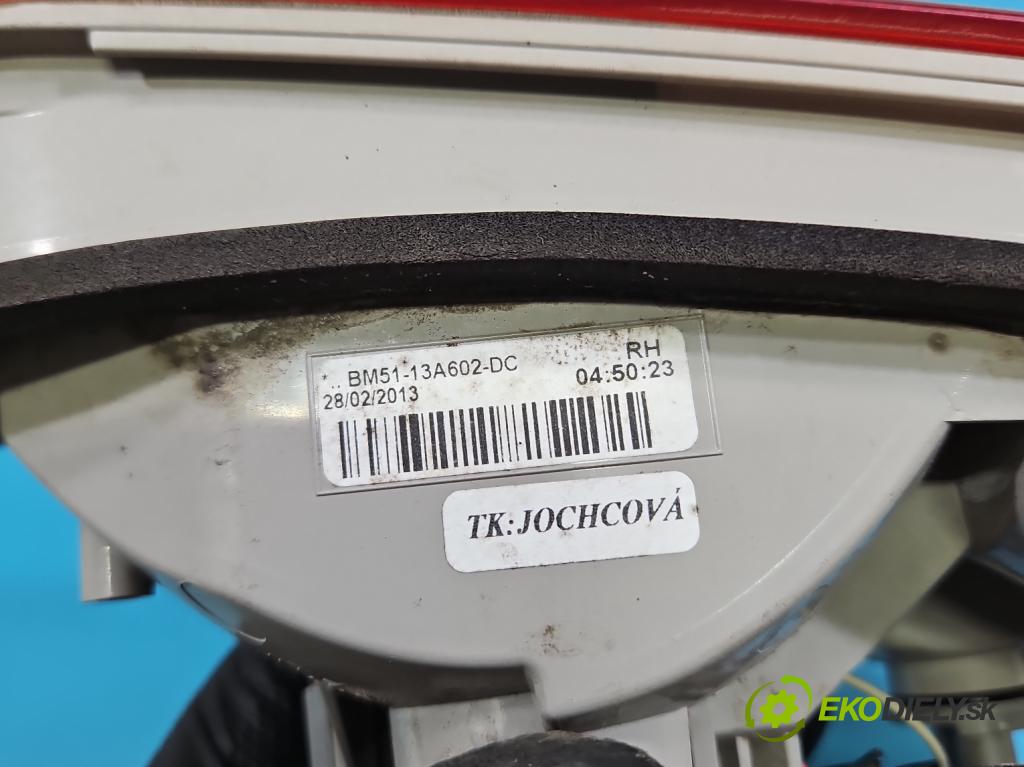 RH
*.. BM51-13A602-DC
28/02/2013 04:50:23
TK:JOCHCOVÁ
EKODIELY.SK